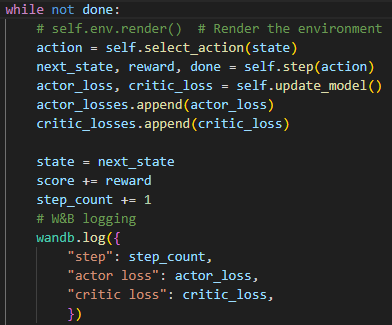 while not done:
# self.env.render()  # Render the environment
action = self.select_action(state)
next_state, reward, done = self.step(action)
actor_loss, critic_loss = self.update_model()
actor_losses.append(actor_loss)
critic_losses.append(critic_loss)
state = next_state
score += reward
step_count += 1
# W&B logging
wandb.log({
"step": step_count,
"actor loss": actor_loss,
"critic loss": critic_loss,
})